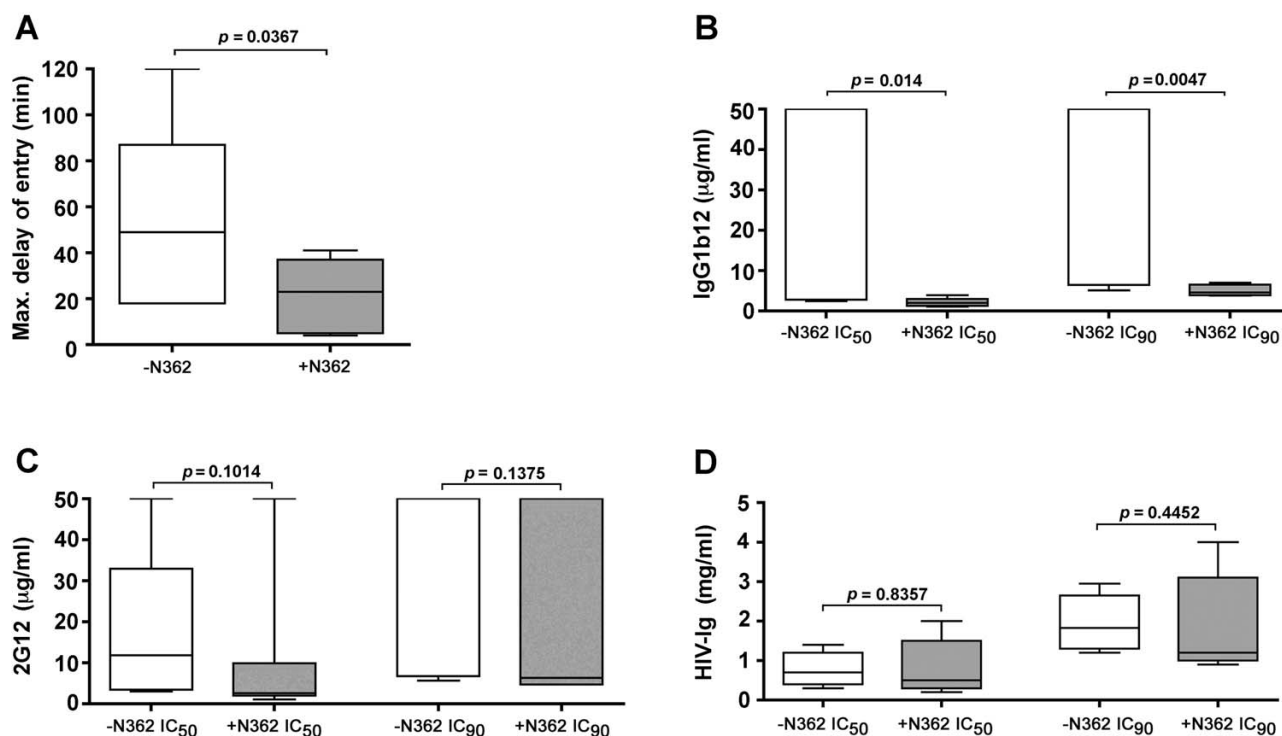 A
p = 0.0367
Max. delay of entry (min)
120
100
80
60
40
20
0
-N362
+N362
B
p = 0.014
p = 0.0047
IgG1b12 (μg/ml)
50
40
30
20
10
0
-N362 IC50
+N362 IC50
-N362 IC90
+N362 IC90
C
p = 0.1014
p = 0.1375
2G12 (μg/ml)
50
40
30
20
10
0
-N362 IC50
+N362 IC50
-N362 IC90
+N362 IC90
D
p = 0.8357
p = 0.4452
HIV-Ig (mg/ml)
5
4
3
2
1
0
-N362 IC50
+N362 IC50
-N362 IC90
+N362 IC90